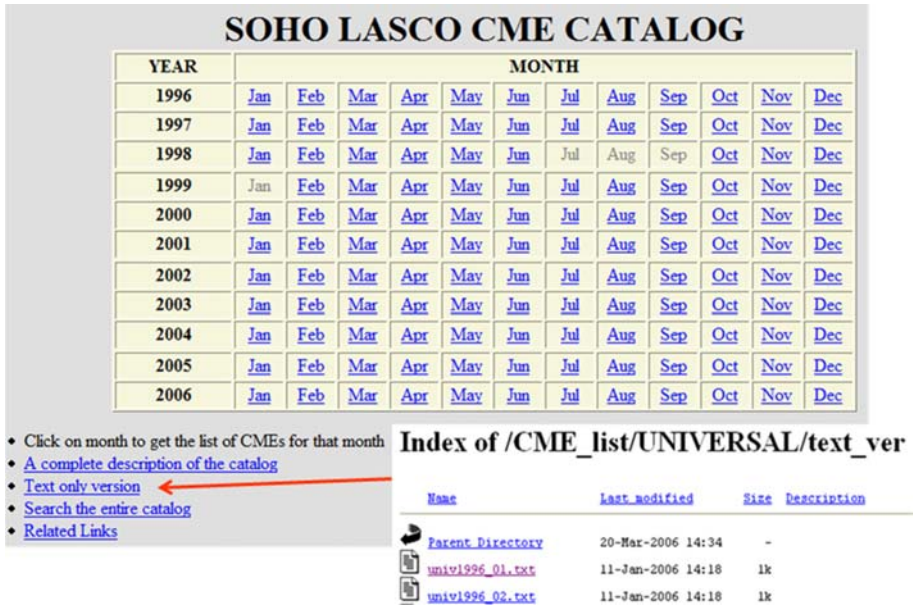 SOHO LASCO CME CATALOG
YEAR MONTH
1996 Jan Feb Mar Apr May Jun Jul Aug Sep Oct Nov Dec
1997 Jan Feb Mar Apr May Jun Jul Aug Sep Oct Nov Dec
1998 Jan Feb Mar Apr May Jun Jul Aug Sep Oct Nov Dec
1999 Jan Feb Mar Apr May Jun Jul Aug Sep Oct Nov Dec
2000 Jan Feb Mar Apr May Jun Jul Aug Sep Oct Nov Dec
2001 Jan Feb Mar Apr May Jun Jul Aug Sep Oct Nov Dec
2002 Jan Feb Mar Apr May Jun Jul Aug Sep Oct Nov Dec
2003 Jan Feb Mar Apr May Jun Jul Aug Sep Oct Nov Dec
2004 Jan Feb Mar Apr May Jun Jul Aug Sep Oct Nov Dec
2005 Jan Feb Mar Apr May Jun Jul Aug Sep Oct Nov Dec
2006 Jan Feb Mar Apr May Jun Jul Aug Sep Oct Nov Dec
• Click on month to get the list of CMEs for that month
• A complete description of the catalog
• Text only version
• Search the entire catalog
• Related Links
Index of /CME_list/UNIVERSAL/text_ver
Name Last modified Size Description
Parent Directory 20-Mar-2006 14:34 -
univ1996_01.txt 11-Jan-2006 14:18 1k
univ1996_02.txt 11-Jan-2006 14:18 1k